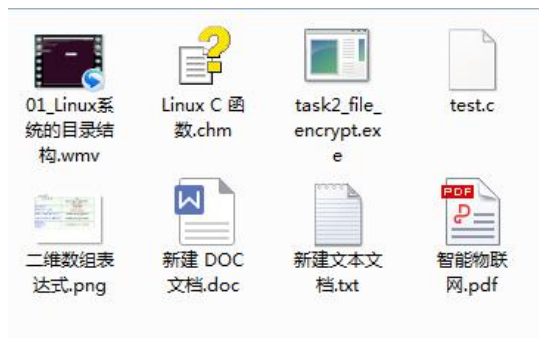 01_Linux系
统的目录结
构.wmv
Linux C 函
数.chm
task2_file_
encrypt.ex
e
test.c
二维数组表
达式.png
W
新建 DOC
文档.doc
新建文本文
档.txt
PDF
智能物联
网.pdf